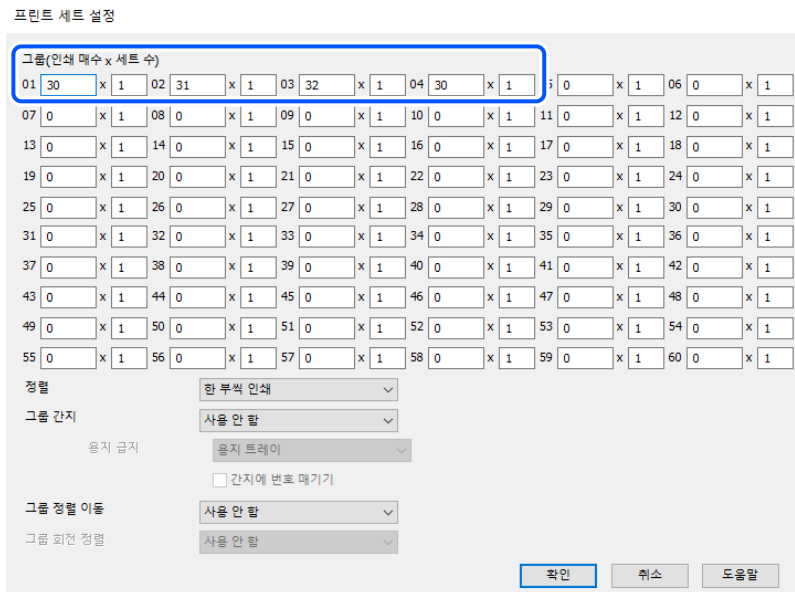 프린트 세트 설정
그룹(인쇄 매수 x 세트 수)
01 30 x 1 02 31 x 1 03 32 x 1 04 30 x 1 5 0 x 1 06 0 x 1
07 0 x 1 08 0 x 1 09 0 x 1 10 0 x 1 11 0 x 1 12 0 x 1
13 0 x 1 14 0 x 1 15 0 x 1 16 0 x 1 17 0 x 1 18 0 x 1
19 0 x 1 20 0 x 1 21 0 x 1 22 0 x 1 23 0 x 1 24 0 x 1
25 0 x 1 26 0 x 1 27 0 x 1 28 0 x 1 29 0 x 1 30 0 x 1
31 0 x 1 32 0 x 1 33 0 x 1 34 0 x 1 35 0 x 1 36 0 x 1
37 0 x 1 38 0 x 1 39 0 x 1 40 0 x 1 41 0 x 1 42 0 x 1
43 0 x 1 44 0 x 1 45 0 x 1 46 0 x 1 47 0 x 1 48 0 x 1
49 0 x 1 50 0 x 1 51 0 x 1 52 0 x 1 53 0 x 1 54 0 x 1
55 0 x 1 56 0 x 1 57 0 x 1 58 0 x 1 59 0 x 1 60 0 x 1
정렬 한 부씩 인쇄
그룹 간지 사용 안 함
용지 급지 용지 트레이
간지에 번호 매기기
그룹 정렬 이동 사용 안 함
그룹 회전 정렬 사용 안 함
확인 취소 도움말